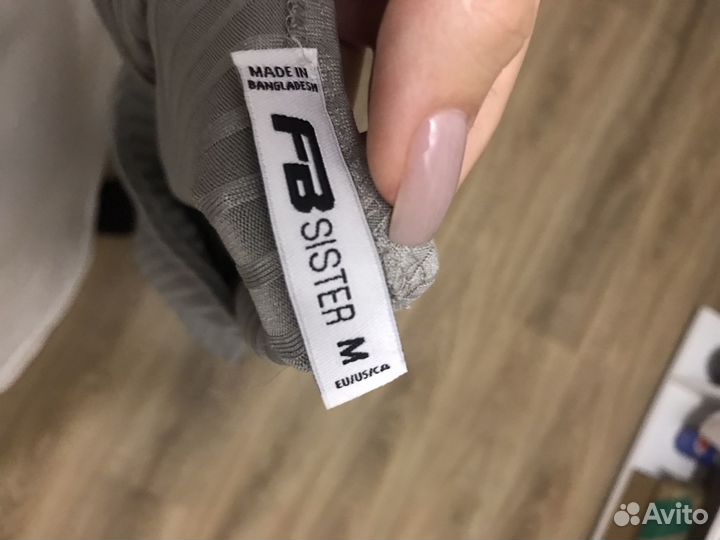 MADE IN
BANGLADESH
FB
SISTER
M
EU/US/CA
Avito